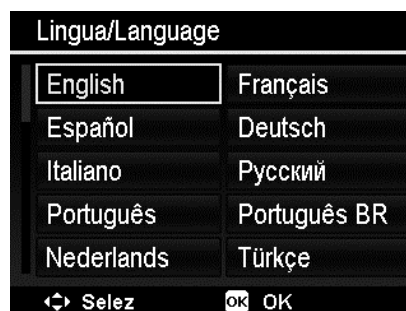 Lingua/Language
English Français
Español Deutsch
Italiano Русский
Português Português BR
Nederlands Türkçe
Selez OK OK